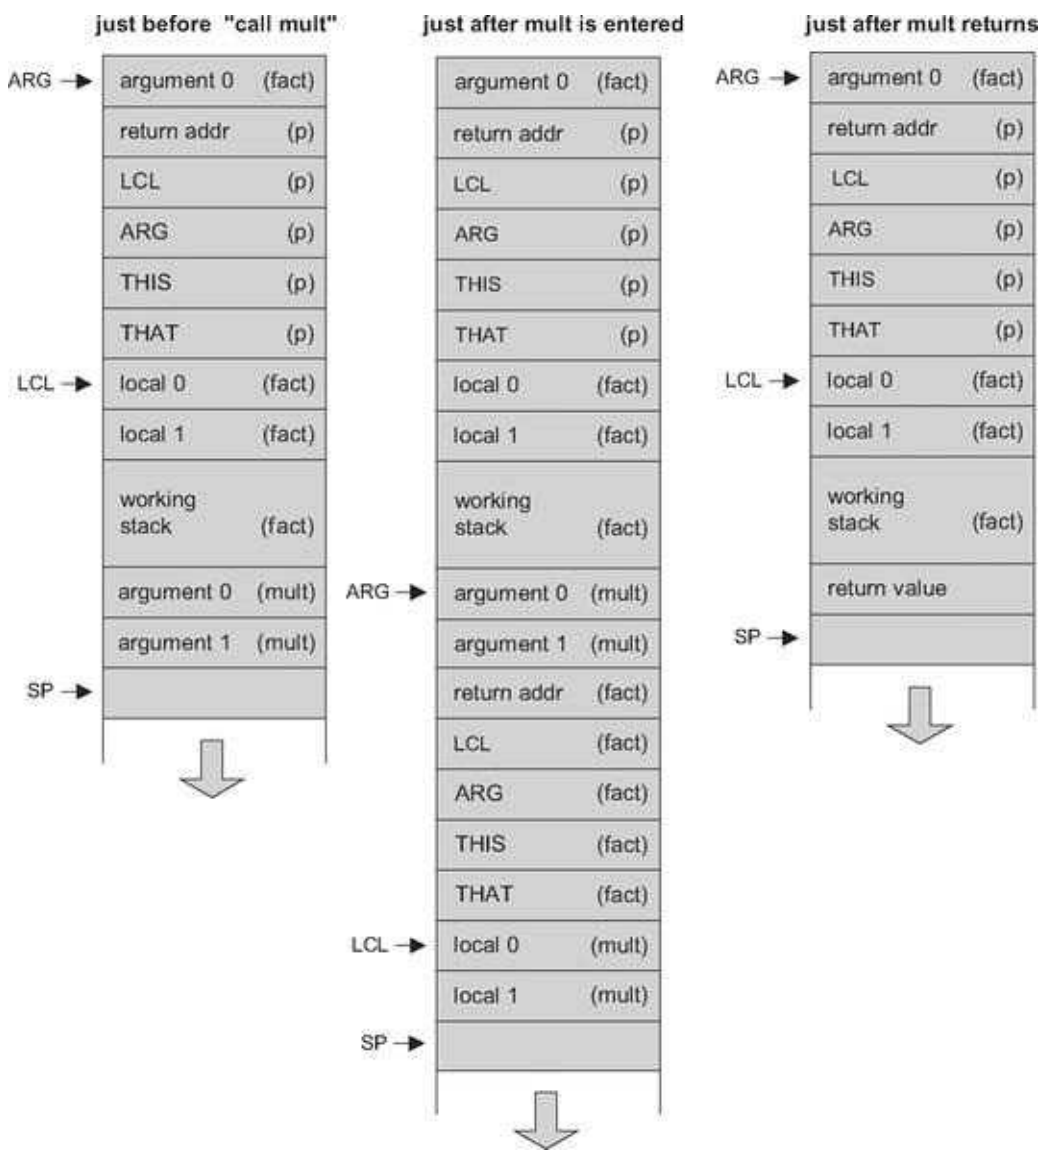 just before "call mult"
ARG argument 0 (fact)
return addr (p)
LCL (p)
ARG (p)
THIS (p)
THAT (p)
LCL local 0 (fact)
local 1 (fact)
working
stack (fact)
argument 0 (mult)
argument 1 (mult)
SP
just after mult is entered
argument 0 (fact)
return addr (p)
LCL (p)
ARG (p)
THIS (p)
THAT (p)
local 0 (fact)
local 1 (fact)
working
stack (fact)
ARG argument 0 (mult)
argument 1 (mult)
return addr (fact)
LCL (fact)
ARG (fact)
THIS (fact)
THAT (fact)
LCL local 0 (mult)
local 1 (mult)
SP
just after mult returns
ARG argument 0 (fact)
return addr (p)
LCL (p)
ARG (p)
THIS (p)
THAT (p)
LCL local 0 (fact)
local 1 (fact)
working
stack (fact)
return value
SP